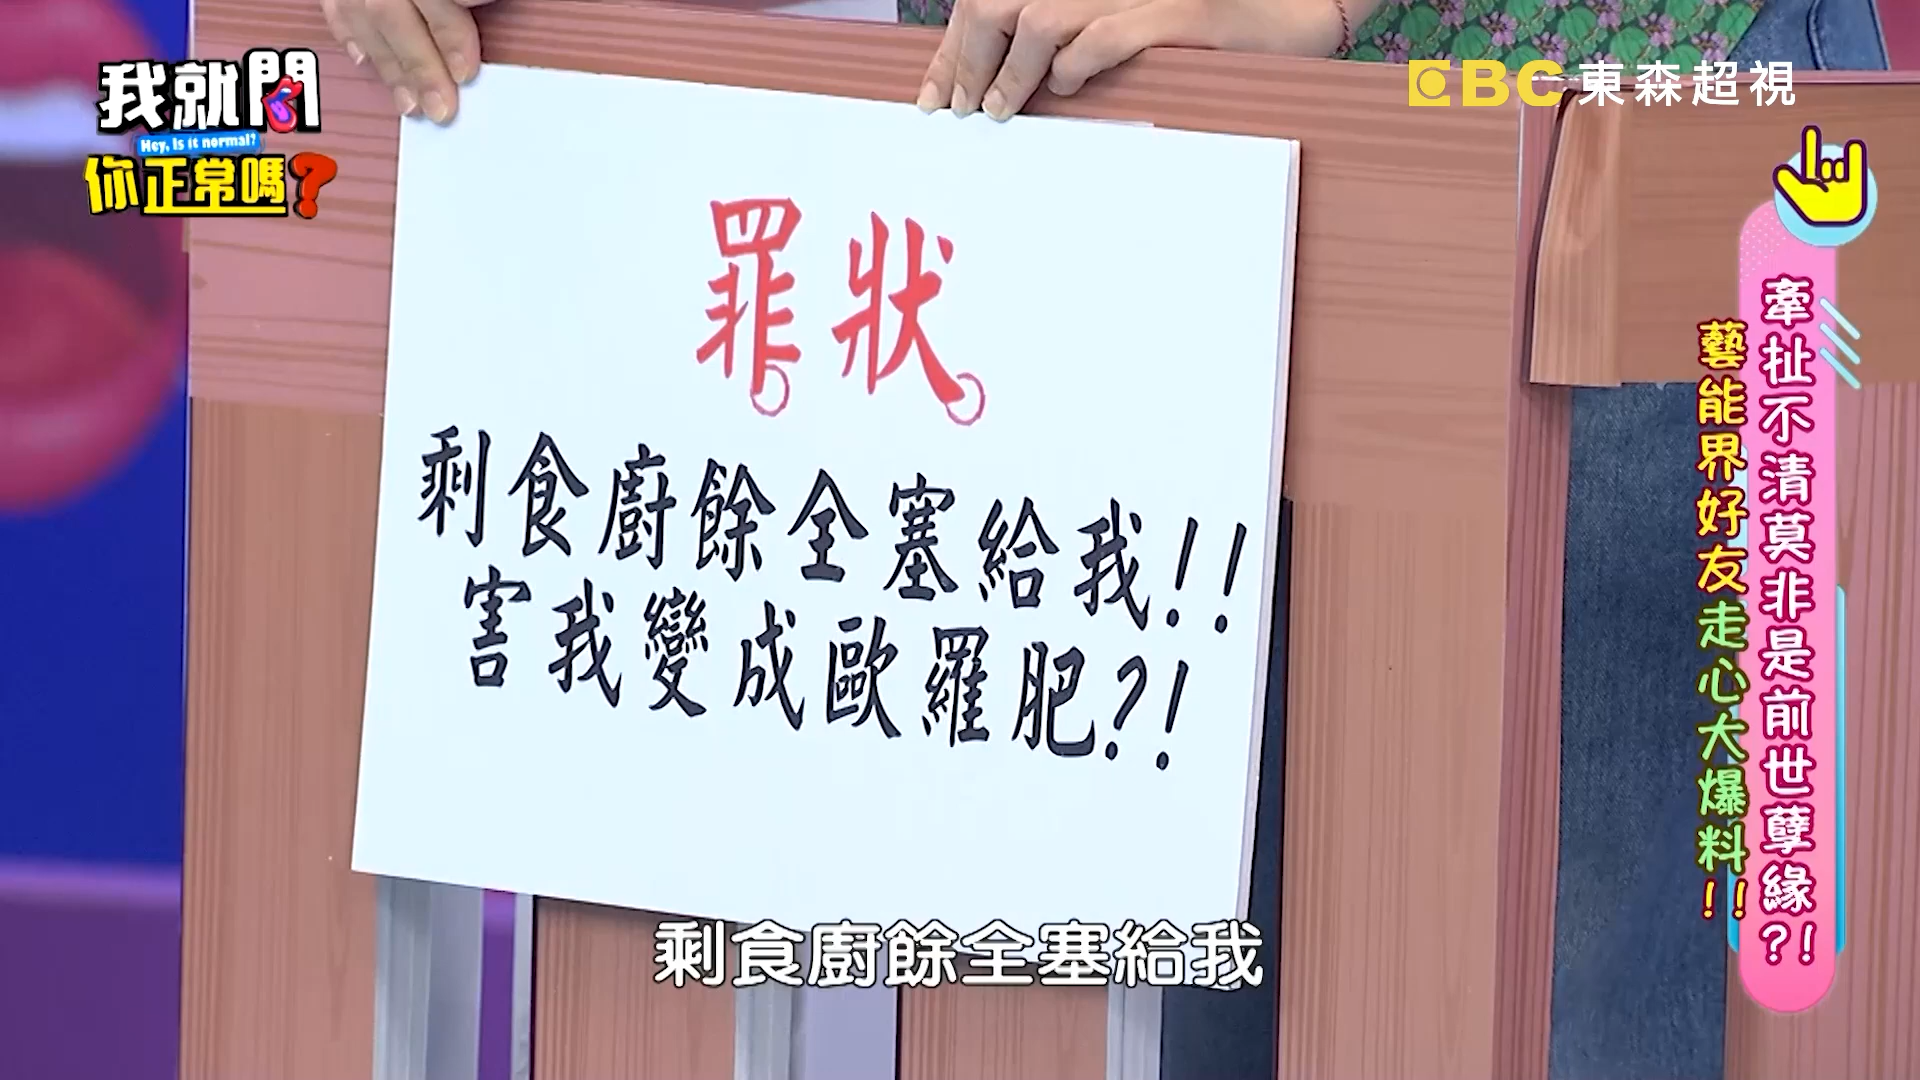 我就問
Hey, Is it normal?
你正常嗎?
EBC 東森超視
罪狀
剩食廚餘全塞給我!!
害我變成歐羅肥?!
牽扯不清莫非是前世孽緣?!
藝能界好友走心大爆料!!
剩食廚餘全塞給我